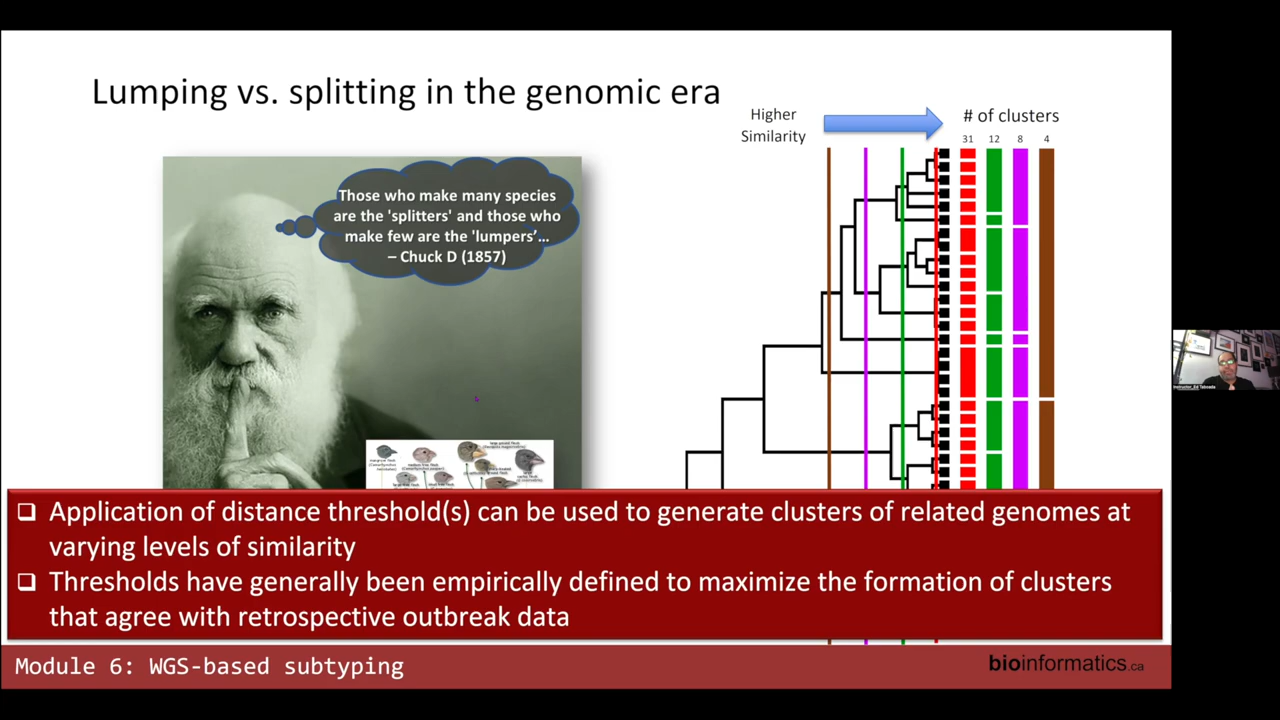 Lumping vs. splitting in the genomic era
Higher
Similarity
# of clusters
31 12 8 4
Those who make many species
are the 'splitters' and those who
make few are the 'lumpers’…
– Chuck D (1857)
❑ Application of distance threshold(s) can be used to generate clusters of related genomes at
varying levels of similarity
❑ Thresholds have generally been empirically defined to maximize the formation of clusters
that agree with retrospective outbreak data
Module 6: WGS-based subtyping
bioinformatics.ca